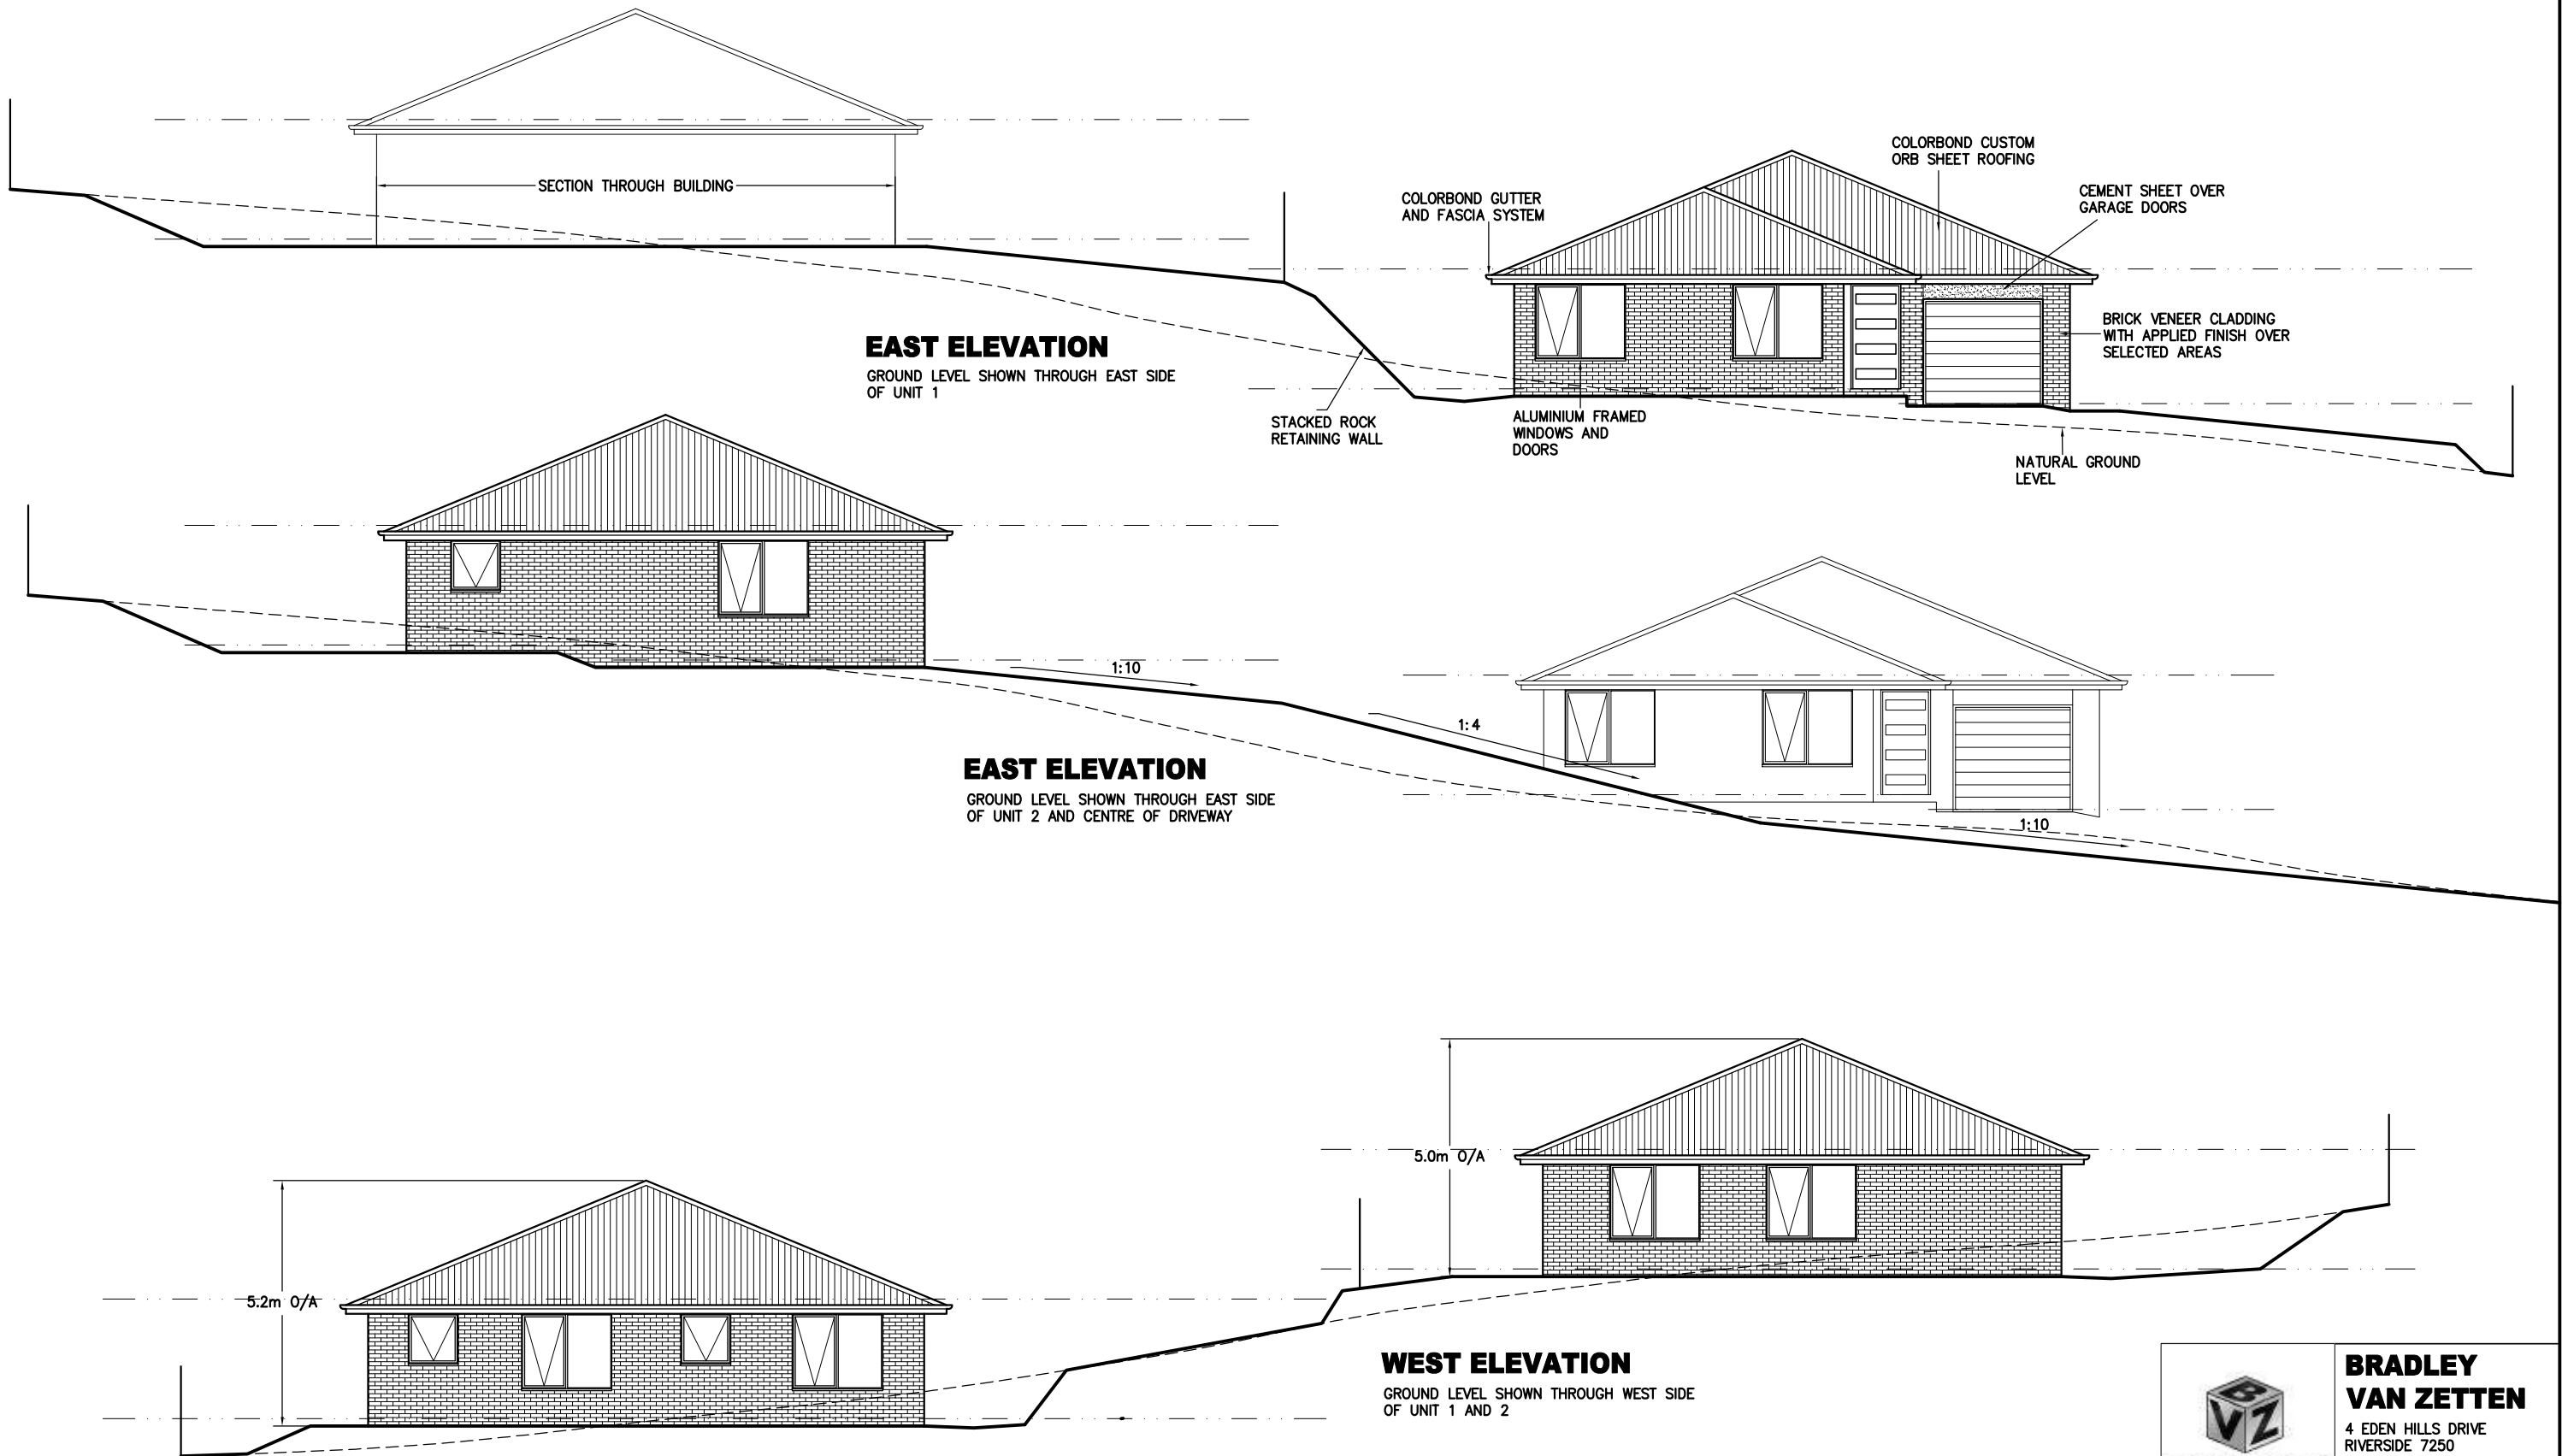 SECTION THROUGH BUILDING
EAST ELEVATION
GROUND LEVEL SHOWN THROUGH EAST SIDE
OF UNIT 1
COLORBOND GUTTER
AND FASCIA SYSTEM
COLORBOND CUSTOM
ORB SHEET ROOFING
CEMENT SHEET OVER
GARAGE DOORS
BRICK VENEER CLADDING
WITH APPLIED FINISH OVER
SELECTED AREAS
STACKED ROCK
RETAINING WALL
ALUMINIUM FRAMED
WINDOWS AND
DOORS
NATURAL GROUND
LEVEL
1:10
1:4
1:10
EAST ELEVATION
GROUND LEVEL SHOWN THROUGH EAST SIDE
OF UNIT 2 AND CENTRE OF DRIVEWAY
5.0m O/A
5.2m O/A
WEST ELEVATION
GROUND LEVEL SHOWN THROUGH WEST SIDE
OF UNIT 1 AND 2
BVZ
BRADLEY
VAN ZETTEN
4 EDEN HILLS DRIVE
RIVERSIDE 7250